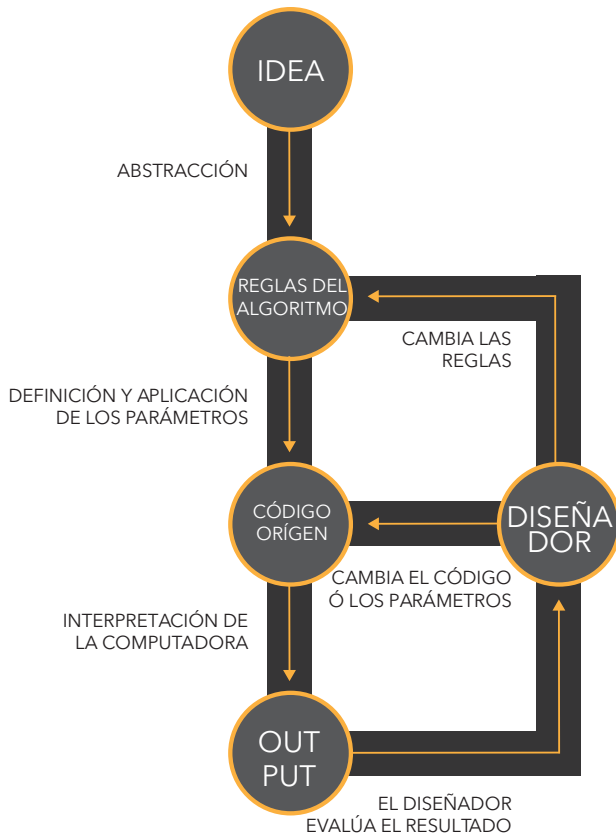 IDEA
ABSTRACCIÓN
REGLAS DEL
ALGORITMO
CAMBIA LAS
REGLAS
DEFINICIÓN Y APLICACIÓN
DE LOS PARÁMETROS
CÓDIGO
ORÍGEN
DISEÑA
DOR
CAMBIA EL CÓDIGO
Ó LOS PARÁMETROS
INTERPRETACIÓN DE
LA COMPUTADORA
OUT
PUT
EL DISEÑADOR
EVALÚA EL RESULTADO